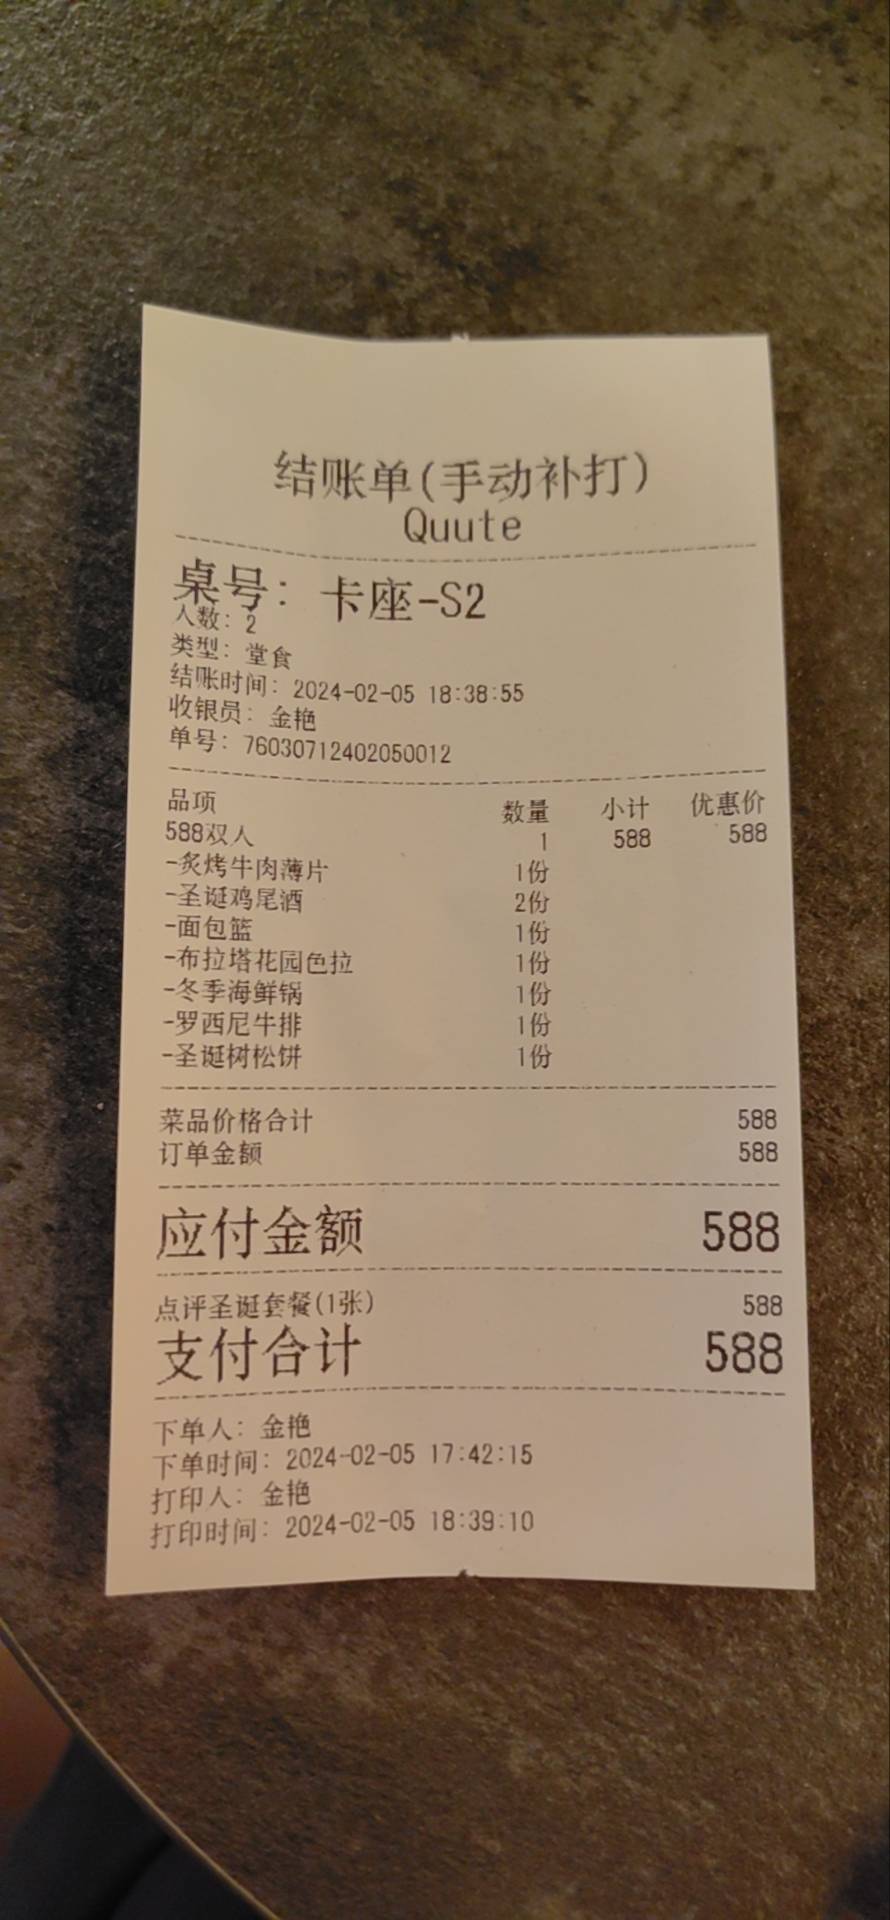 结账单(手动补打)
Quute
桌号: 卡座-S2
人数: 2
类型: 堂食
结账时间: 2024-02-05 18:38:55
收银员: 金艳
单号: 76030712402050012
品项 数量 小计 优惠价
588双人 1 588 588
-炙烤牛肉薄片 1份
-圣诞鸡尾酒 2份
-面包篮 1份
-布拉塔花园色拉 1份
-冬季海鲜锅 1份
-罗西尼牛排 1份
-圣诞树松饼 1份
菜品价格合计 588
订单金额 588
应付金额 588
点评圣诞套餐(1张) 588
支付合计 588
下单人: 金艳
下单时间: 2024-02-05 17:42:15
打印人: 金艳
打印时间: 2024-02-05 18:39:10